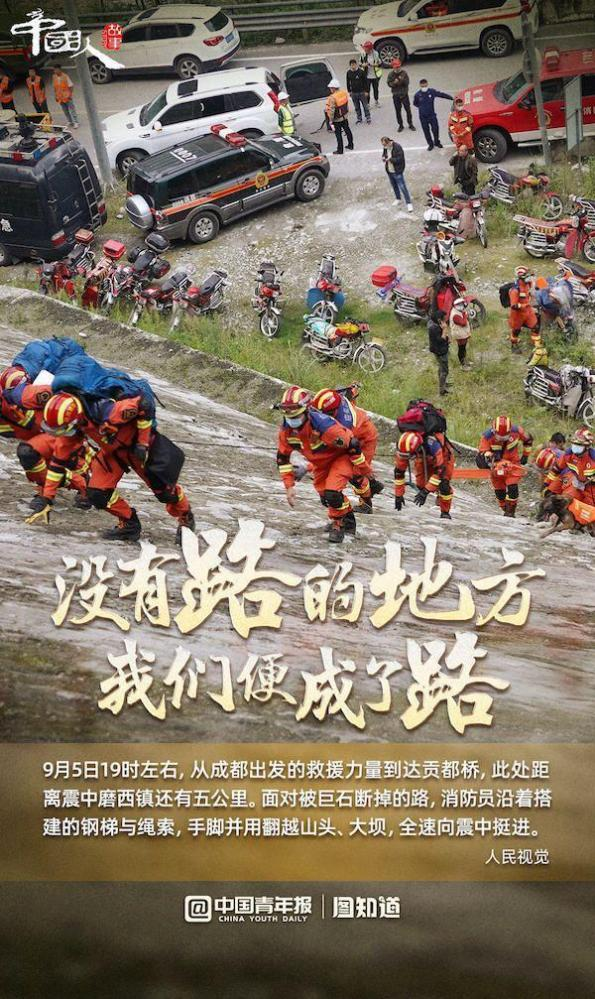 中国人
故事
没有路的地方
我们便成了路
9月5日19时左右，从成都出发的救援力量到达贡都桥，此处距
离震中磨西镇还有五公里。面对被巨石断掉的路，消防员沿着搭
建的钢梯与绳索，手脚并用翻越山头、大坝，全速向震中挺进。
人民视觉
@中国青年报 | 图知道
CHINA YOUTH DAILY